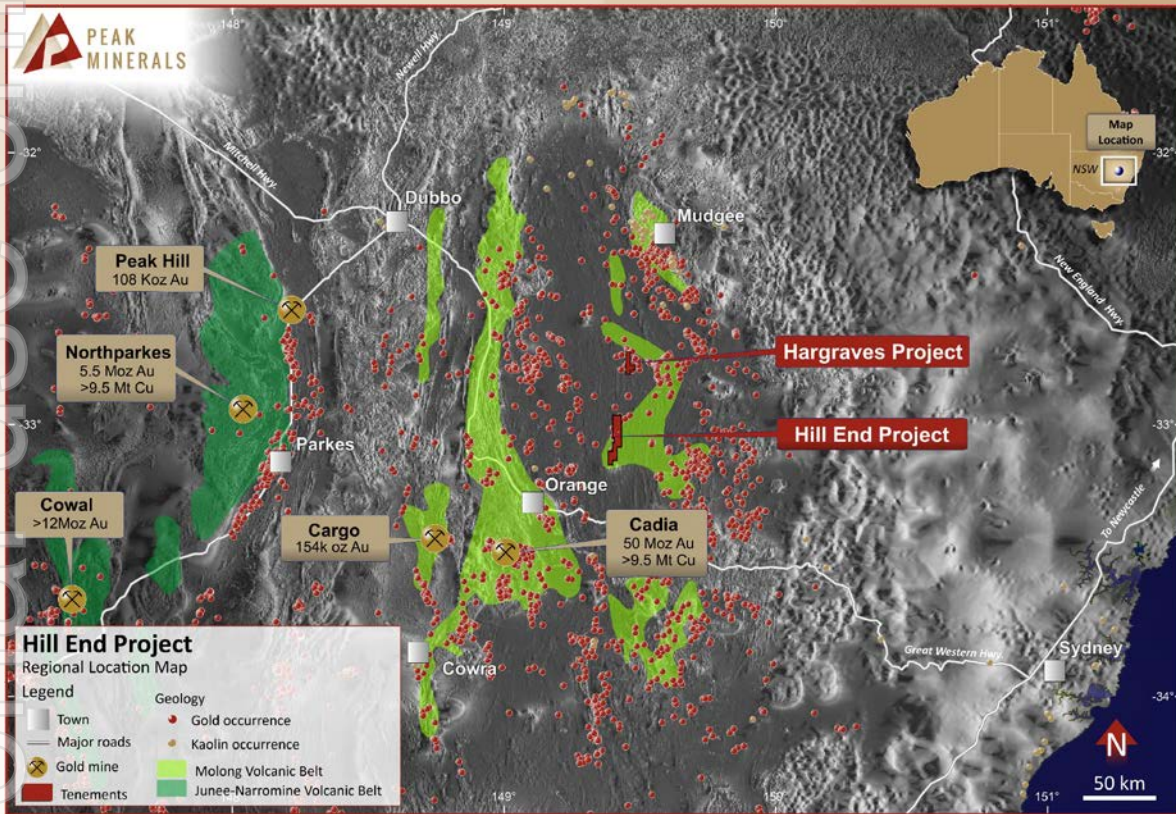 PEAK
MINERALS
148°
149°
150°
151°
-32°
-33°
-34°
Newell Hwy.
Mitchell Hwy.
New England Hwy.
Great Western Hwy.
To Newcastle
Map
Location
NSW
Dubbo
Mudgee
Peak Hill
108 Koz Au
Northparkes
5.5 Moz Au
>9.5 Mt Cu
Hargraves Project
Hill End Project
Parkes
Orange
Cowal
>12Moz Au
Cargo
154k oz Au
Cadia
50 Moz Au
>9.5 Mt Cu
Cowra
Sydney
Hill End Project
Regional Location Map
Legend
Town
Major roads
Gold mine
Tenements
Geology
Gold occurrence
Kaolin occurrence
Molong Volcanic Belt
Junee-Narromine Volcanic Belt
149°
150°
151°
N
50 km